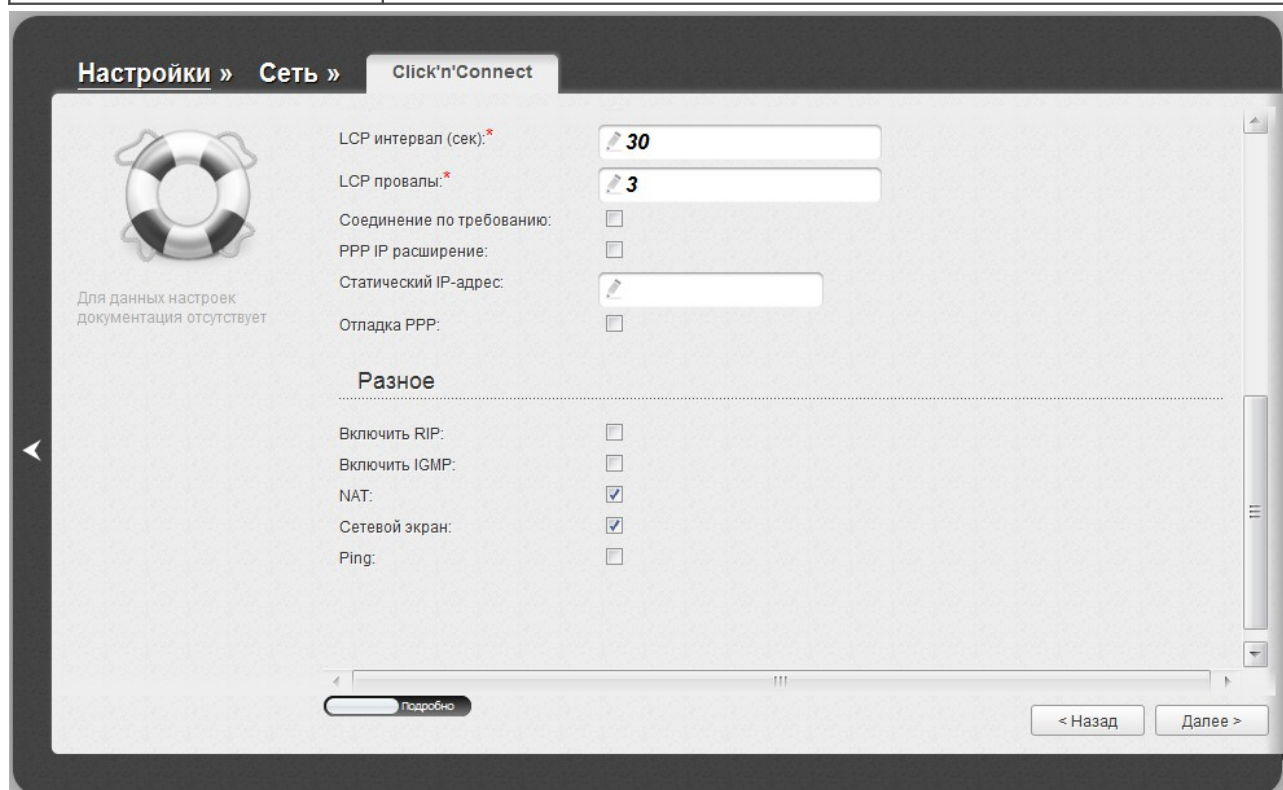 Настройки » Сеть » Click'n'Connect
LCP интервал (сек):* 30
LCP провалы:* 3
Соединение по требованию:
PPP IP расширение:
Статический IP-адрес:
Для данных настроек
документация отсутствует
Отладка PPP:
Разное
Включить RIP:
Включить IGMP:
NAT:
Сетевой экран:
Ping:
Подробно
< Назад Далее >